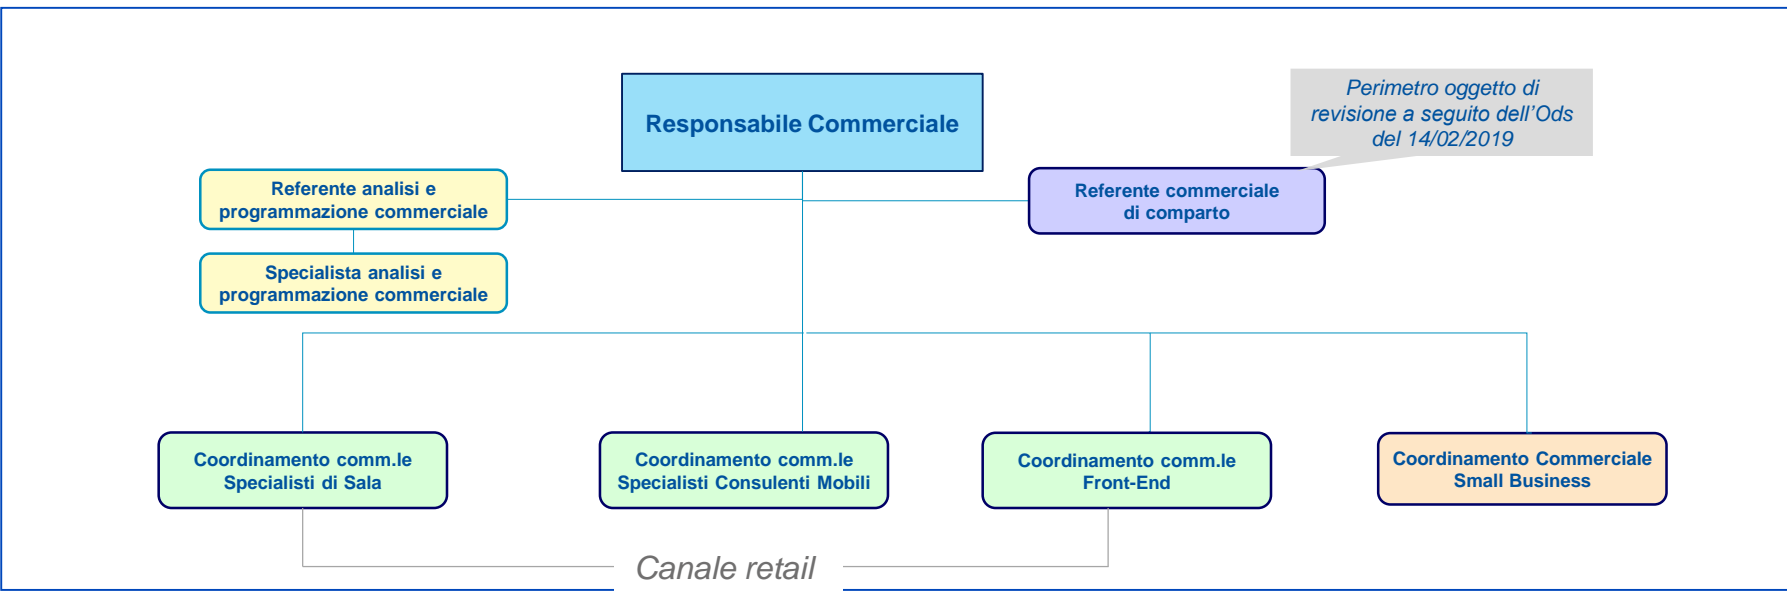 Responsabile Commerciale
Perimetro oggetto di
revisione a seguito dell’Ods
del 14/02/2019
Referente analisi e
programmazione commerciale
Referente commerciale
di comparto
Specialista analisi e
programmazione commerciale
Coordinamento comm.le
Specialisti di Sala
Coordinamento comm.le
Specialisti Consulenti Mobili
Coordinamento comm.le
Front-End
Coordinamento Commerciale
Small Business
Canale retail